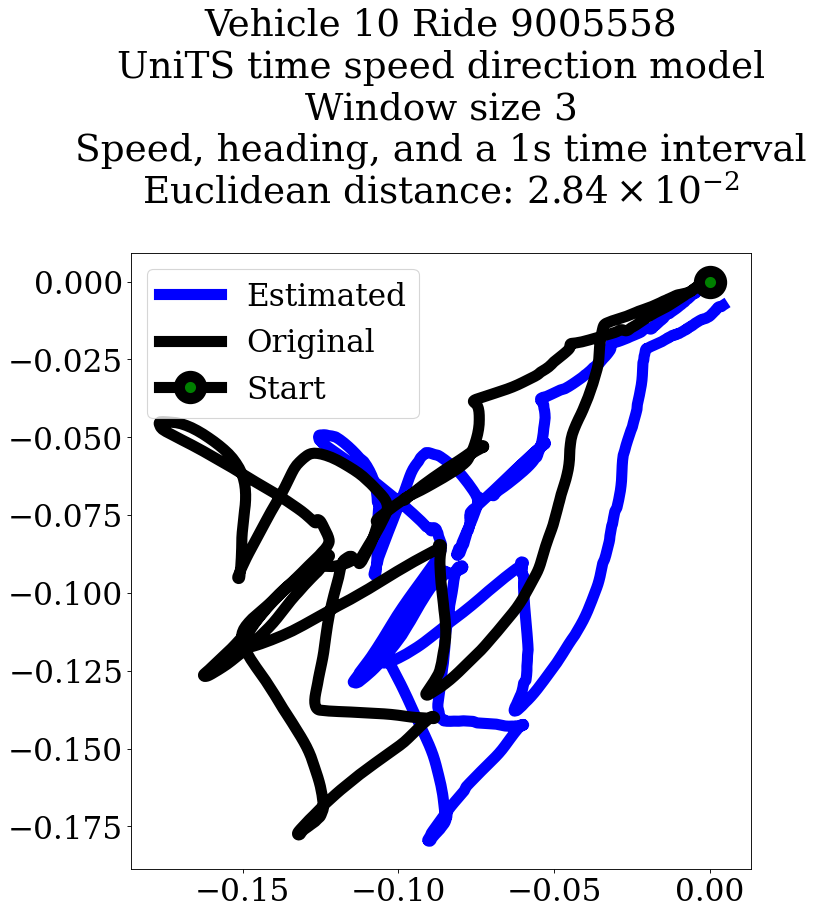 Vehicle 10 Ride 9005558
UniTS time speed direction model
Window size 3
Speed, heading, and a 1s time interval
Euclidean distance: 2.84 × 10⁻²
Estimated
Original
Start
0.000
−0.025
−0.050
−0.075
−0.100
−0.125
−0.150
−0.175
−0.15
−0.10
−0.05
0.00